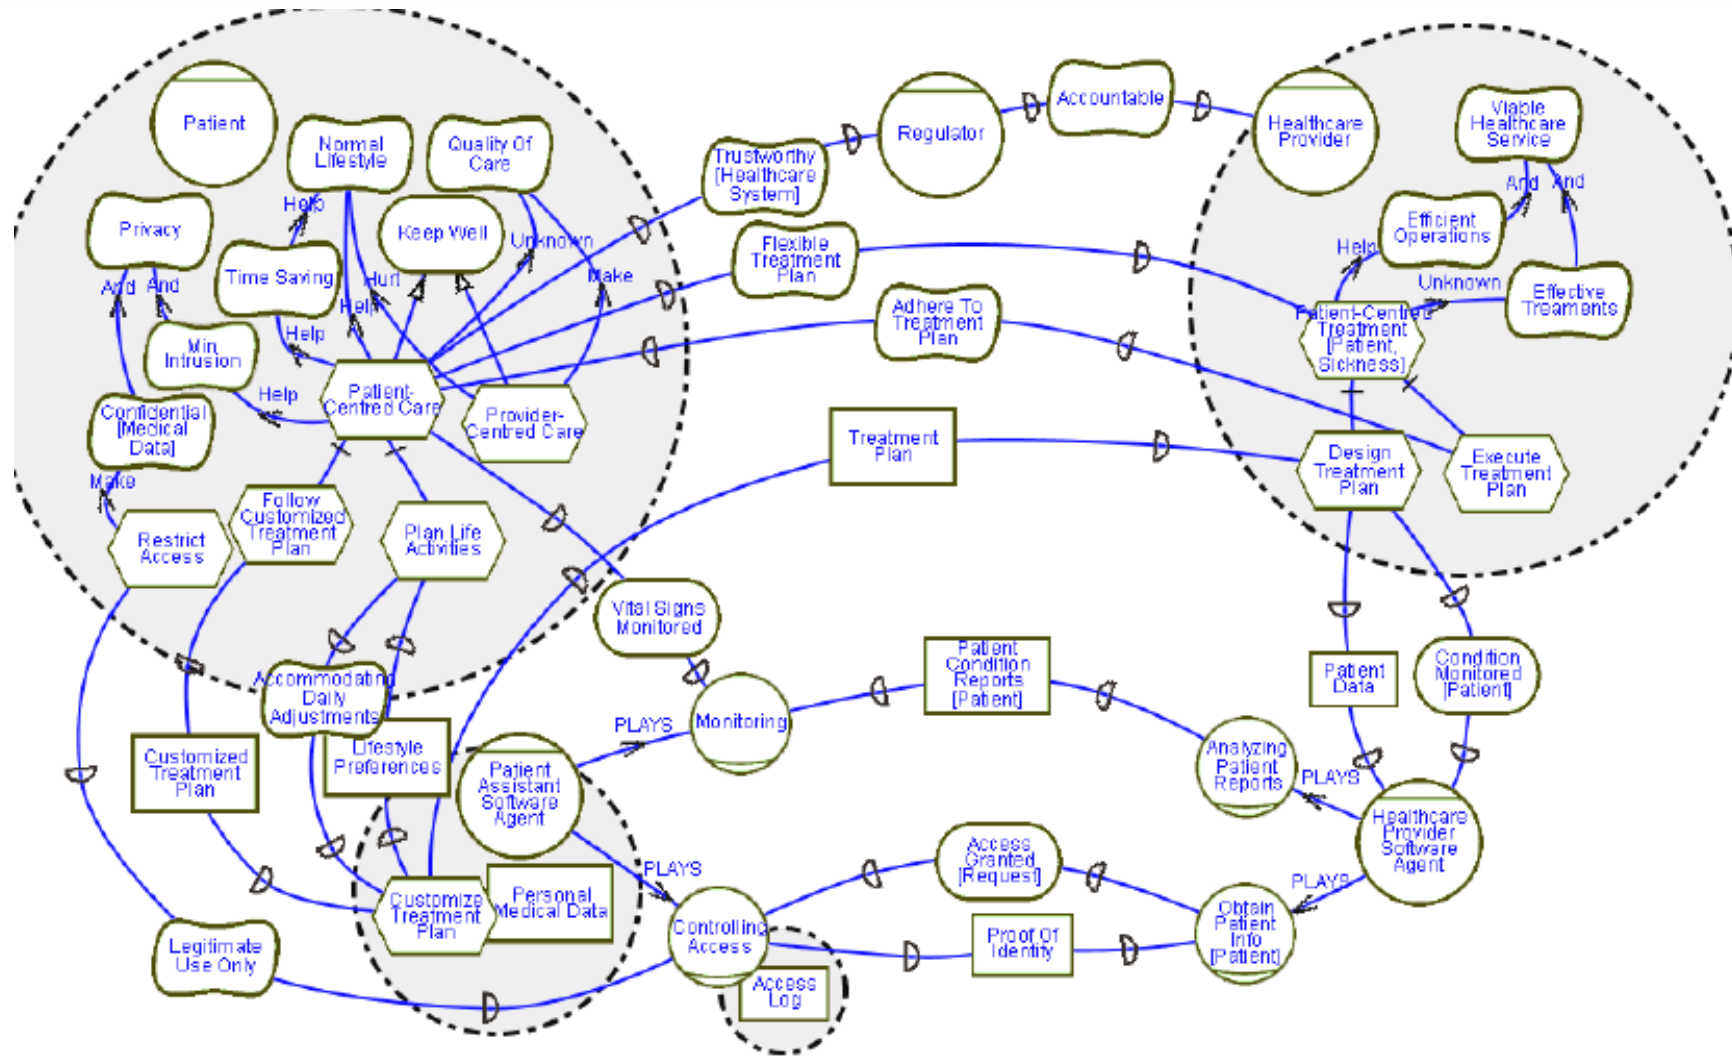 Patient
Normal
Lifestyle
Quality Of
Care
Privacy
Help
Keep Well
Time Saving
Unknown
Hurt
Make
And
And
Help
Help
Min
Intrusion
Help
Patient-
Centred Care
Provider-
Centred Care
Confidential
[Medical
Data]
Make
Restrict
Access
Follow
Customized
Treatment
Plan
Plan Life
Activities
Trustworthy
[Healthcare
System]
Regulator
Accountable
Healthcare
Provider
Viable
Healthcare
Service
And
And
Efficient
Operations
Help
Unknown
Effective
Treaments
Flexible
Treatment
Plan
Adhere To
Treatment
Plan
Patient-Centred
Treatment
[Patient,
Sickness]
Treatment
Plan
Design
Treatment
Plan
Execute
Treatment
Plan
Vital Signs
Monitored
Patient
Condition
Reports
[Patient]
Patient
Data
Condition
Monitored
[Patient]
Accommodating
Daily
Adjustments
Lifestyle
Preferences
Customized
Treatment
Plan
PLAYS
Monitoring
Patient
Assistant
Software
Agent
Analyzing
Patient
Reports
PLAYS
Healthcare
Provider
Software
Agent
PLAYS
Access
Granted
[Request]
PLAYS
Customize
Treatment
Plan
Personal
Medical Data
Controlling
Access
Proof Of
Identity
Obtain
Patient
Info
[Patient]
Legitimate
Use Only
Access
Log